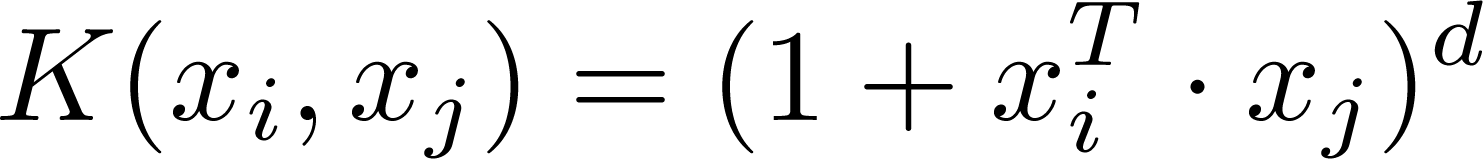 K(x_i, x_j) = (1 + x_i^T · x_j)^d